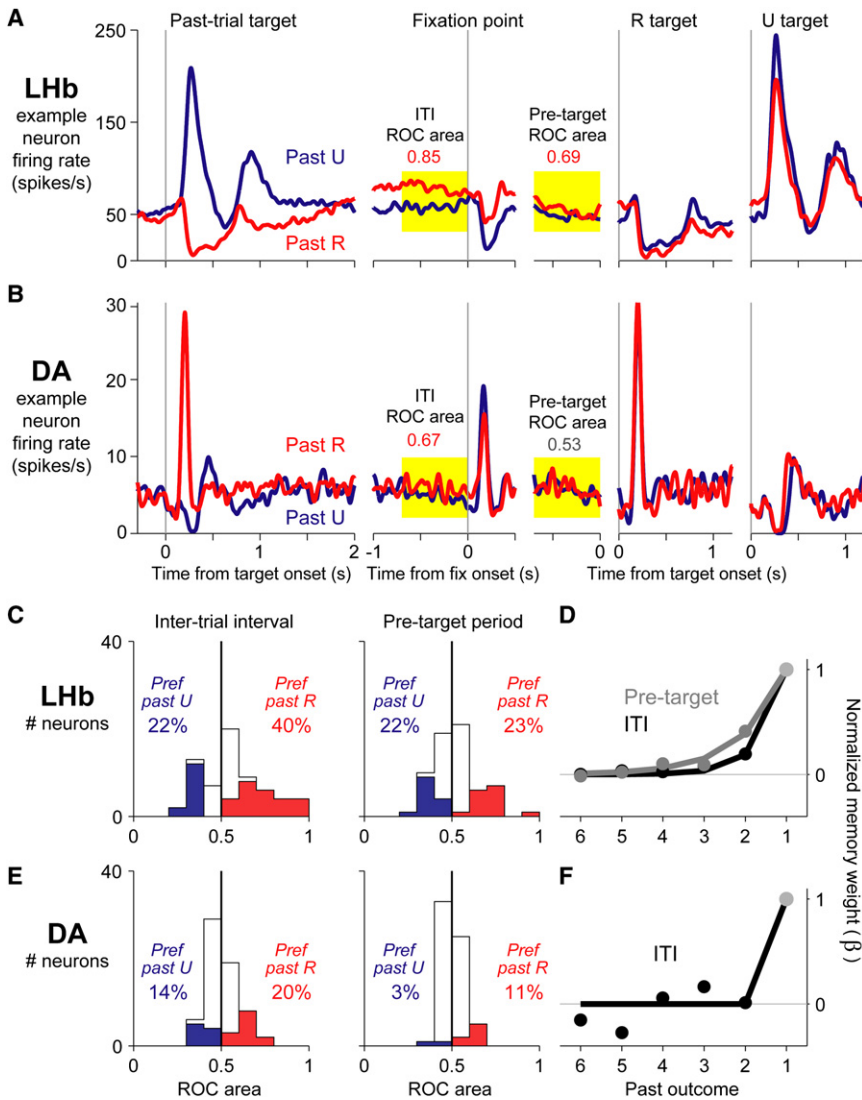 A
Past-trial target
Fixation point
R target
U target
LHb
example
neuron
firing rate
(spikes/s)
250
150
50
0
Past U
Past R
ITI
ROC area
0.85
Pre-target
ROC area
0.69
B
DA
example
neuron
firing rate
(spikes/s)
30
20
10
0
Past R
Past U
ITI
ROC area
0.67
Pre-target
ROC area
0.53
0 1 2 -1 0 0 0 1 0 1
Time from target onset (s) Time from fix onset (s) Time from target onset (s)
C
Inter-trial interval
Pre-target period
D
LHb
# neurons
40
0
Pref
past U
22%
Pref
past R
40%
0 0.5 1
Pref
past U
22%
Pref
past R
23%
0 0.5 1
Pre-target
ITI
1
0
6 5 4 3 2 1
Normalized memory weight (β)
E
DA
# neurons
40
0
Pref
past U
14%
Pref
past R
20%
0 0.5 1
ROC area
Pref
past U
3%
Pref
past R
11%
0 0.5 1
ROC area
F
ITI
1
0
6 5 4 3 2 1
Past outcome